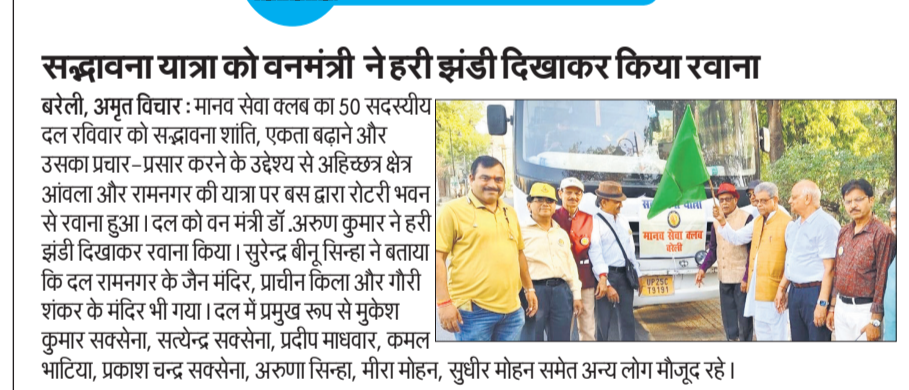 सद्भावना यात्रा को वनमंत्री ने हरी झंडी दिखाकर किया रवाना
बरेली, अमृत विचार : मानव सेवा क्लब का 50 सदस्यीय
दल रविवार को सद्भावना शांति, एकता बढ़ाने और
उसका प्रचार-प्रसार करने के उद्देश्य से अहिच्छत्र क्षेत्र
आंवला और रामनगर की यात्रा पर बस द्वारा रोटरी भवन
से रवाना हुआ। दल को वन मंत्री डॉ.अरुण कुमार ने हरी
झंडी दिखाकर रवाना किया। सुरेन्द्र बीनू सिन्हा ने बताया
कि दल रामनगर के जैन मंदिर, प्राचीन किला और गौरी
शंकर के मंदिर भी गया। दल में प्रमुख रूप से मुकेश
कुमार सक्सेना, सत्येन्द्र सक्सेना, प्रदीप माधवार, कमल
भाटिया, प्रकाश चन्द्र सक्सेना, अरुणा सिन्हा, मीरा मोहन, सुधीर मोहन समेत अन्य लोग मौजूद रहे।
यात्रा
मानव सेवा क्लब
बरेली
UP25C
T9191